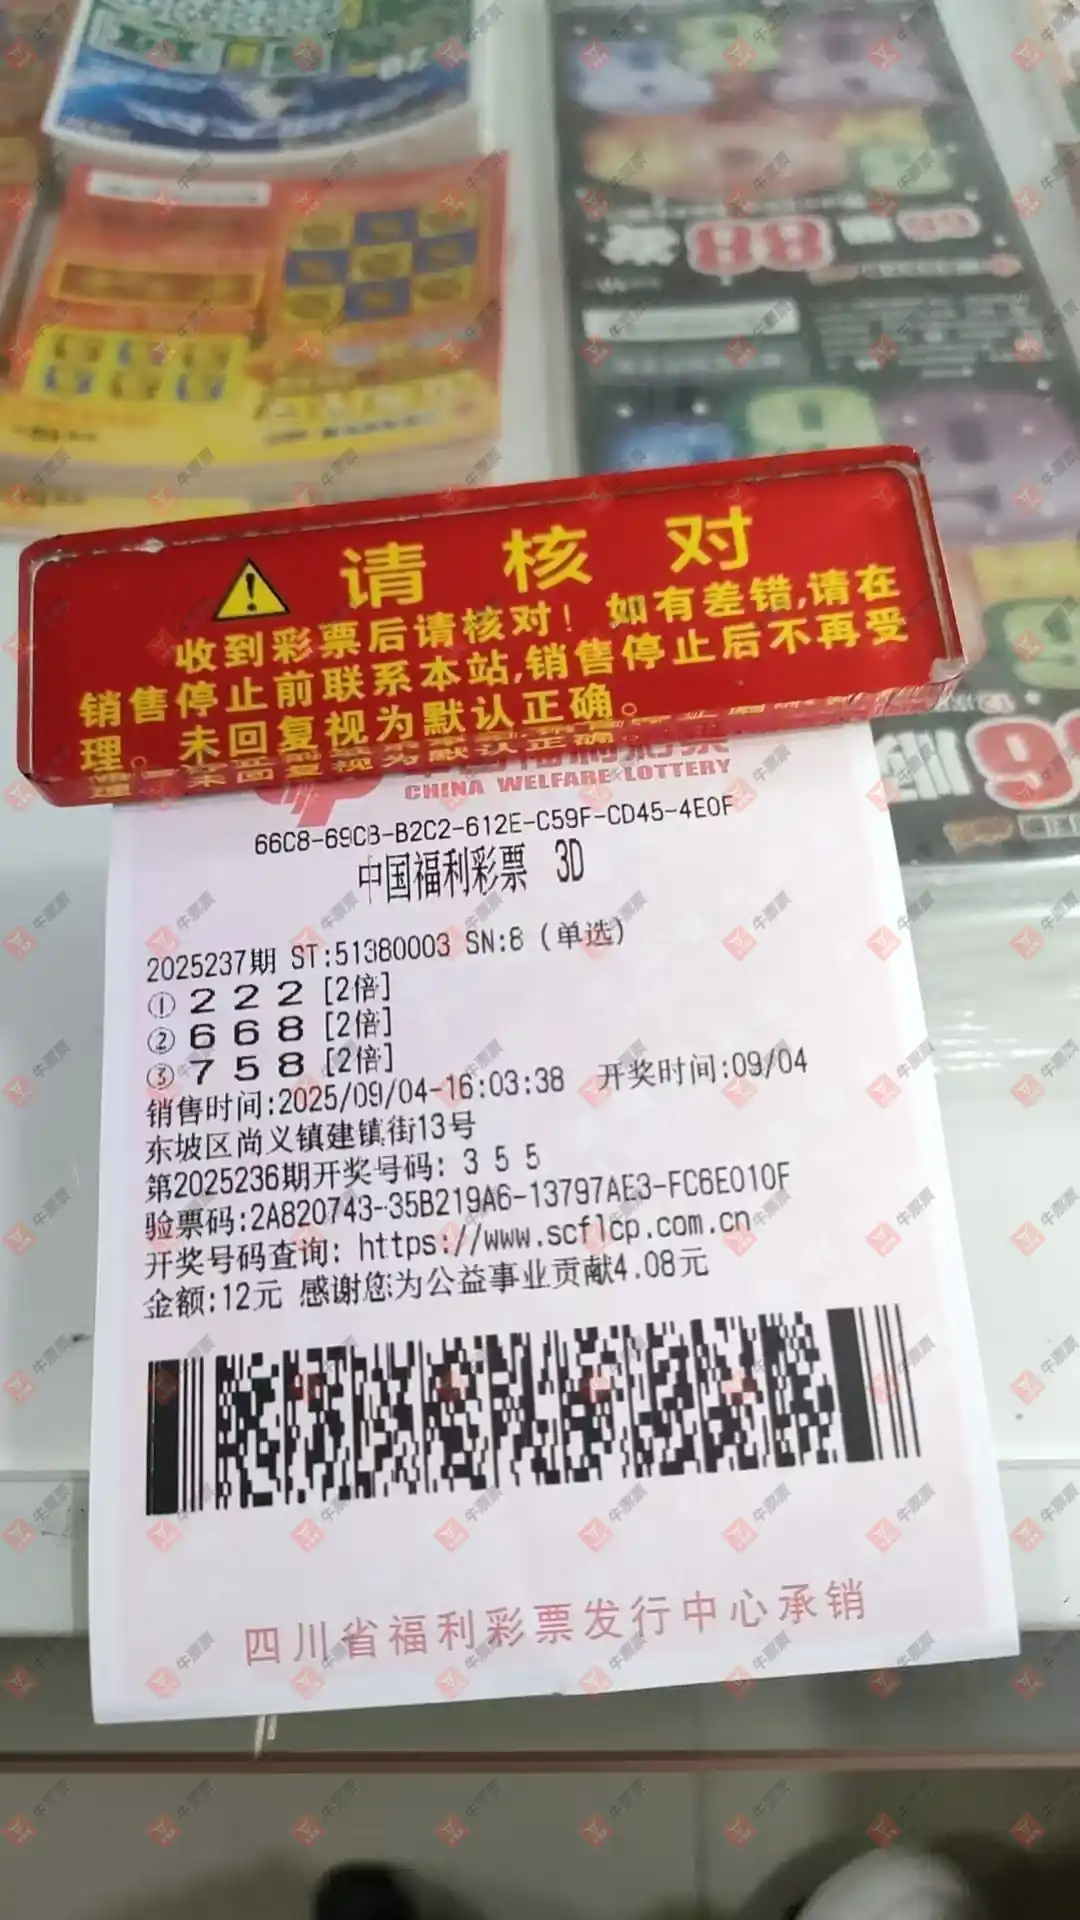 88
请核对
收到彩票后请核对！如有差错,请在
销售停止前联系本站,销售停止后不再受
理。未回复视为默认正确。
CHINA WELFARE LOTTERY
66C8-69CB-B2C2-612E-C59F-CD45-4E0F
中国福利彩票 3D
2025237期 ST:51380003 SN:8 (单选)
① 2 2 2 [2倍]
② 6 6 8 [2倍]
③ 7 5 8 [2倍]
销售时间:2025/09/04-16:03:38 开奖时间:09/04
东坡区尚义镇建镇街13号
第2025236期开奖号码: 3 5 5
验票码:2A820743-35B219A6-13797AE3-FC6E010F
开奖号码查询: https://www.scflcp.com.cn
金额:12元 感谢您为公益事业贡献4.08元
四川省福利彩票发行中心承销
牛票票